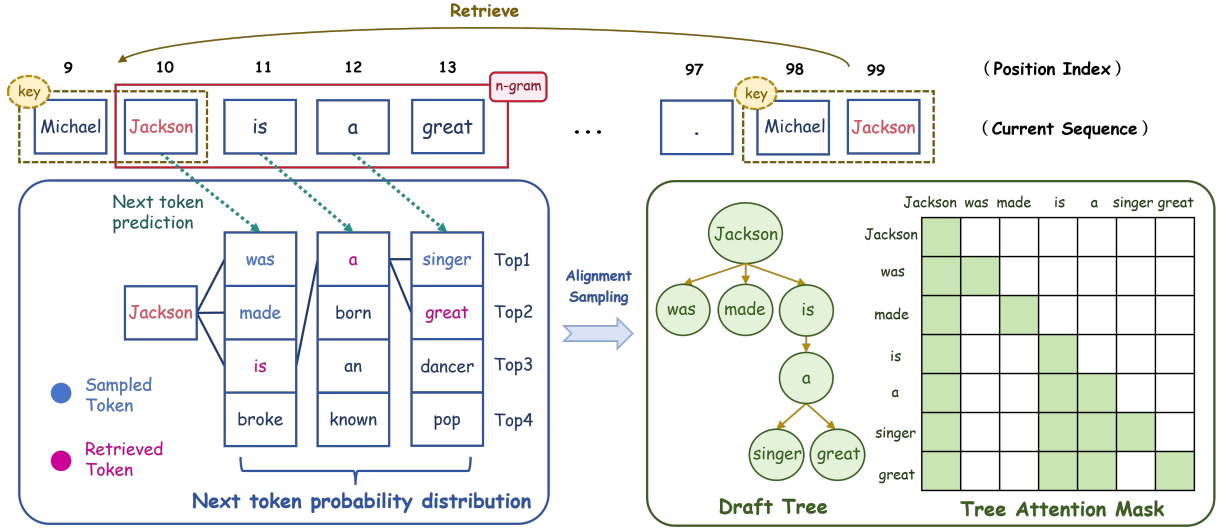 Retrieve
9 10 11 12 13 97 98 99 (Position Index)
key n-gram key
Michael Jackson is a great ... . Michael Jackson (Current Sequence)
Next token
prediction
was a singer Top1
Jackson made born great Top2
is an dancer Top3
broke known pop Top4
Sampled
Token
Retrieved
Token
Next token probability distribution
Alignment
Sampling
Jackson
was made is
a
singer great
Draft Tree
Jackson was made is a singer great
Jackson
was
made
is
a
singer
great
Tree Attention Mask